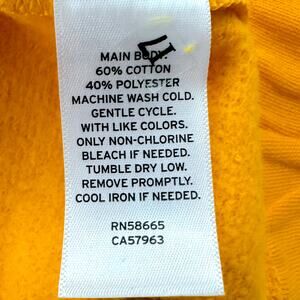 MAIN BODY:
60% COTTON
40% POLYESTER
MACHINE WASH COLD.
GENTLE CYCLE.
WITH LIKE COLORS.
ONLY NON-CHLORINE
BLEACH IF NEEDED.
TUMBLE DRY LOW.
REMOVE PROMPTLY.
COOL IRON IF NEEDED.
RN58665
CA57963